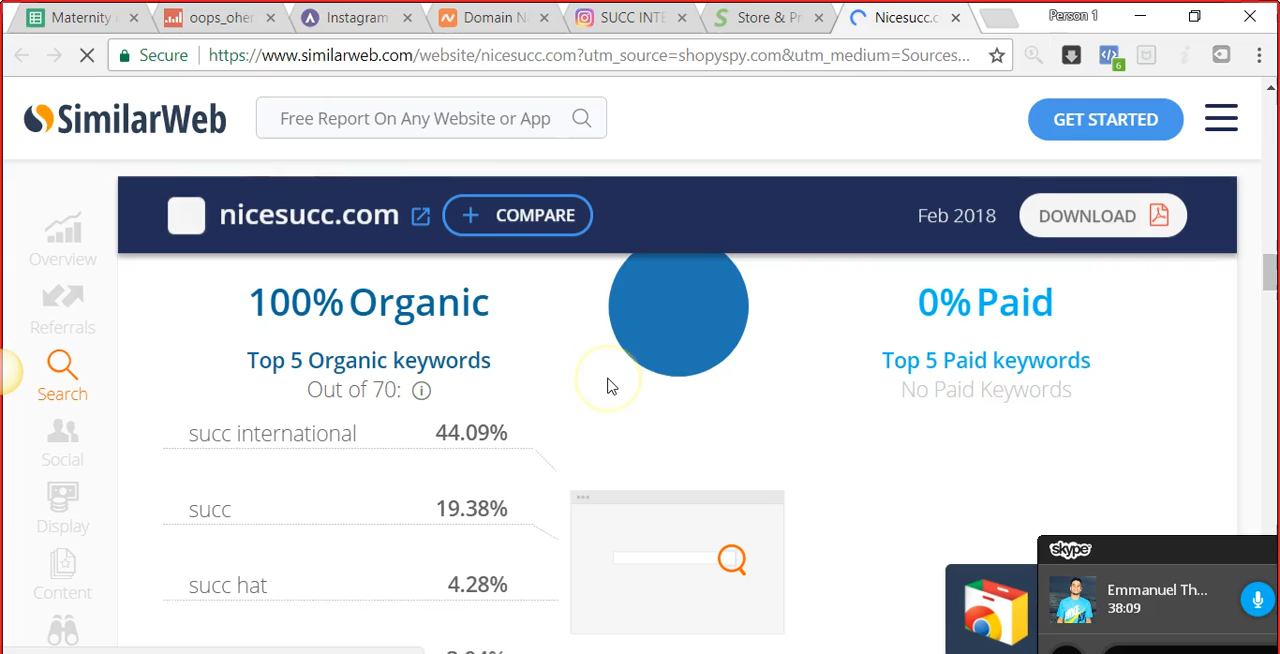 Maternity
oops_oher
Instagram
Domain N
SUCC INTE
Store & Pr
Nicesucc.c
Person 1
Secure
https://www.similarweb.com/website/nicesucc.com?utm_source=shopyspy.com&utm_medium=Sources...
6
SimilarWeb
Free Report On Any Website or App
GET STARTED
nicesucc.com
+ COMPARE
Feb 2018
DOWNLOAD
Overview
Referrals
Search
Social
Display
Content
100% Organic
0% Paid
Top 5 Organic keywords
Top 5 Paid keywords
Out of 70:
No Paid Keywords
succ international 44.09%
succ 19.38%
succ hat 4.28%
skype
Emmanuel Th...
38:09